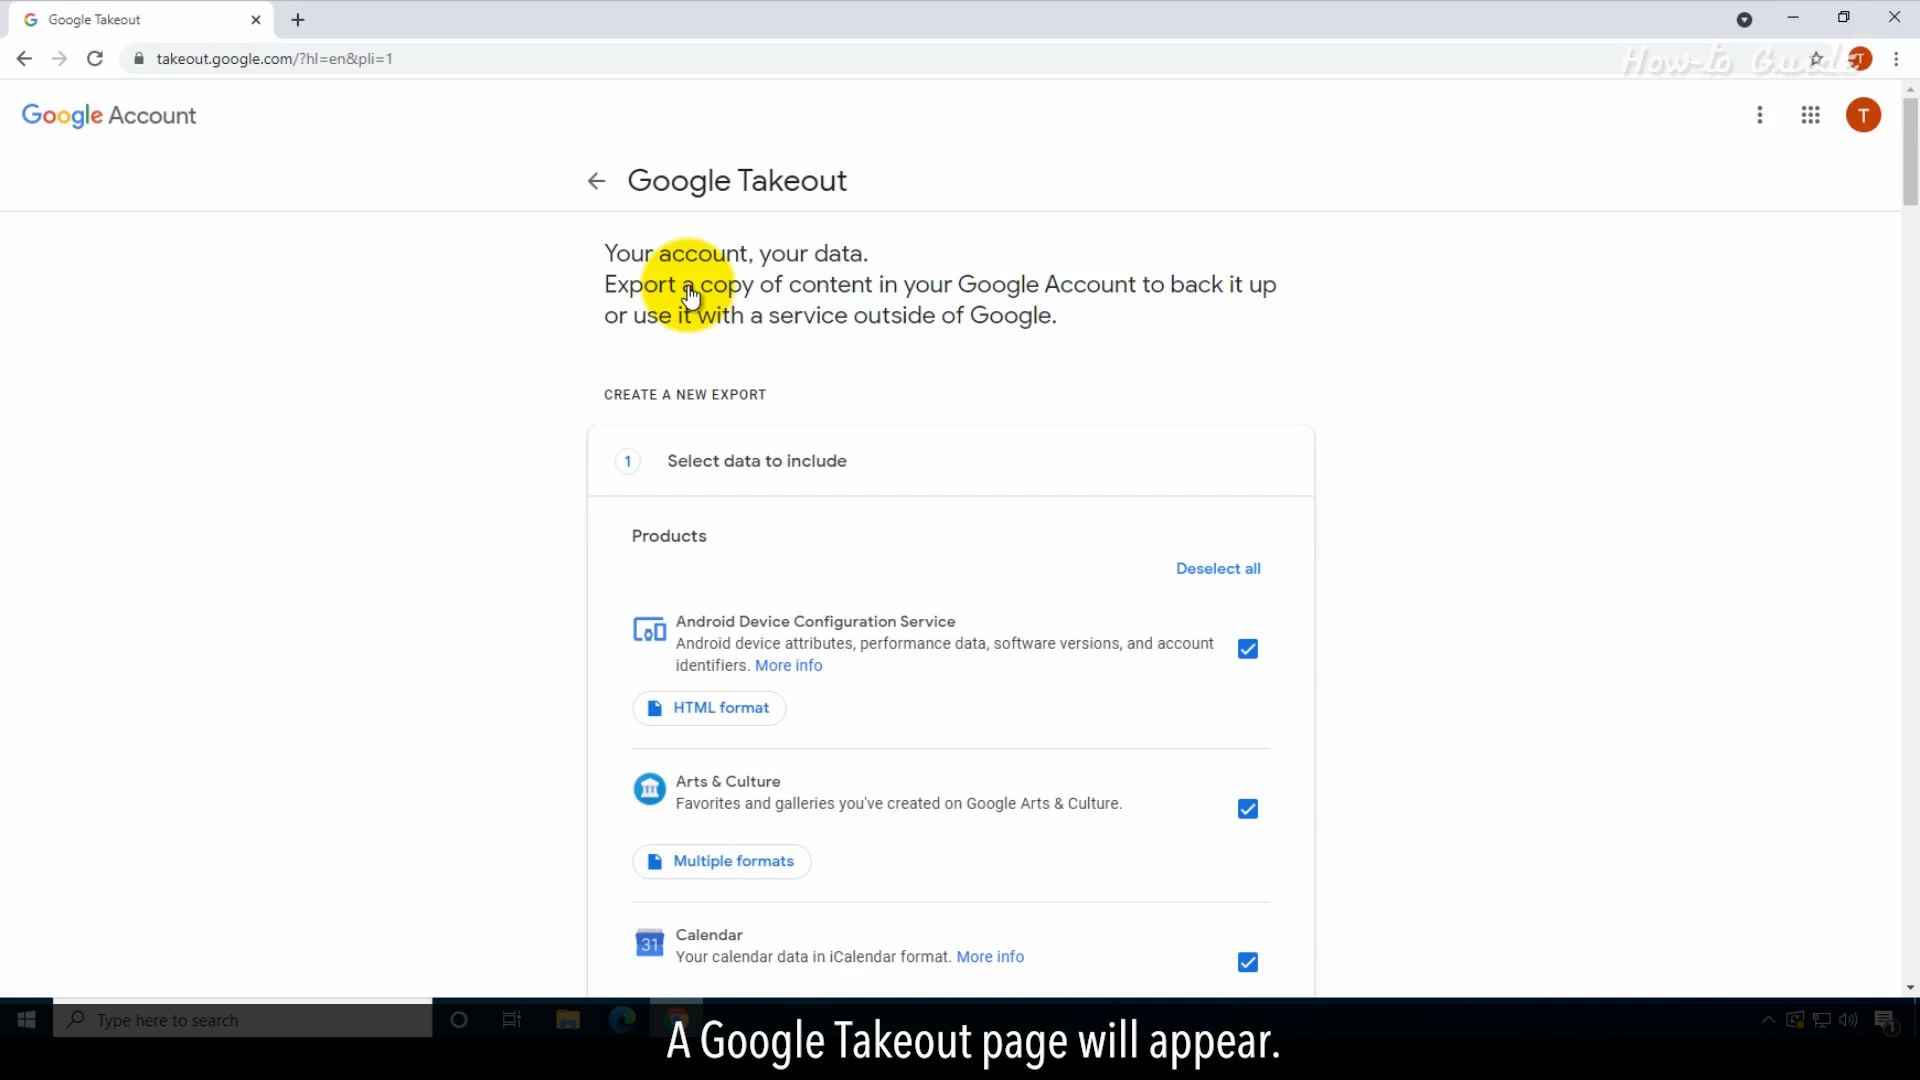 Google Takeout
takeout.google.com/?hl=en&pli=1
How-to Guide
T
Google Account
T
Google Takeout
Your account, your data.
Export a copy of content in your Google Account to back it up
or use it with a service outside of Google.
CREATE A NEW EXPORT
1 Select data to include
Products
Deselect all
Android Device Configuration Service
Android device attributes, performance data, software versions, and account
identifiers. More info
HTML format
Arts & Culture
Favorites and galleries you've created on Google Arts & Culture.
Multiple formats
31
Calendar
Your calendar data in iCalendar format. More info
Type here to search
1
A Google Takeout page will appear.